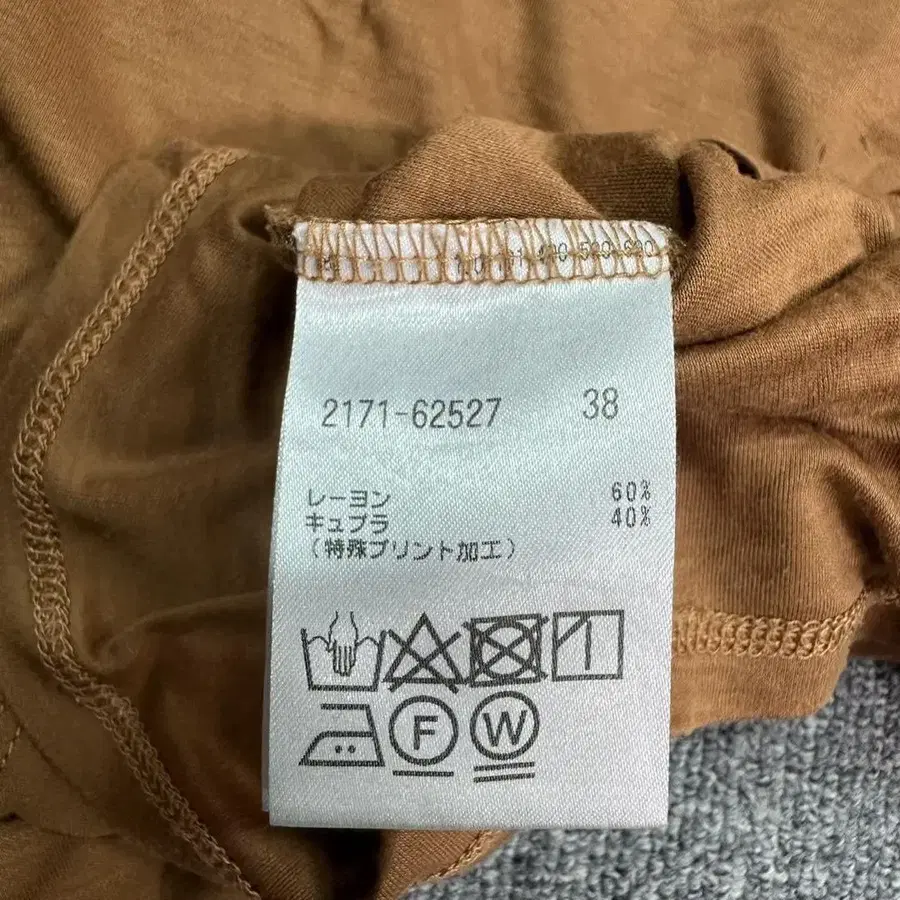 2171-62527 38
レーヨン 60%
キュプラ 40%
(特殊プリント加工)
F W